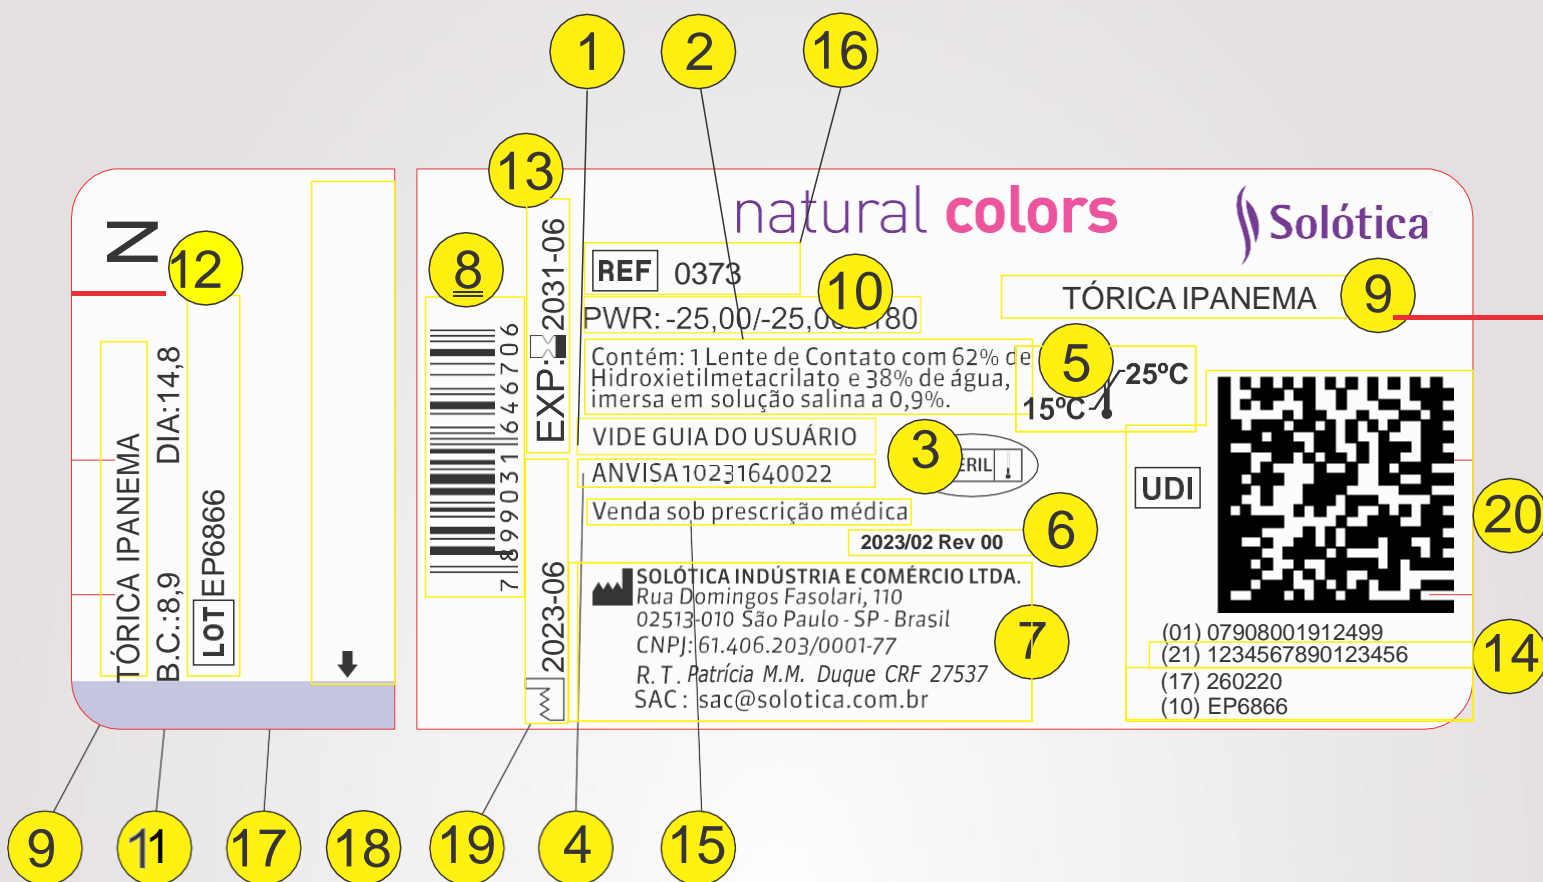 1
2
16
13
N
12
TÓRICA IPANEMA
B.C.:8,9 DIA:14,8
LOT EP6866
8
7 899031 646706
EXP: 2031-06
2023-06
natural colors
Solótica
REF 0373
10
PWR: -25,00/-25,00 180
TÓRICA IPANEMA
9
Contém: 1 Lente de Contato com 62% de
Hidroxietilmetacrilato e 38% de água,
imersa em solução salina a 0,9%.
5
15ºC 25ºC
VIDE GUIA DO USUÁRIO
3
ANVISA 10231640022
Venda sob prescrição médica
6
2023/02 Rev 00
UDI
20
SOLÓTICA INDÚSTRIA E COMÉRCIO LTDA.
Rua Domingos Fasolari, 110
02513-010 São Paulo - SP - Brasil
CNPJ: 61.406.203/0001-77
R. T. Patrícia M.M. Duque CRF 27537
SAC: sac@solotica.com.br
7
(01) 07908001912499
(21) 1234567890123456
(17) 260220
(10) EP6866
14
9
11
17
18
19
4
15